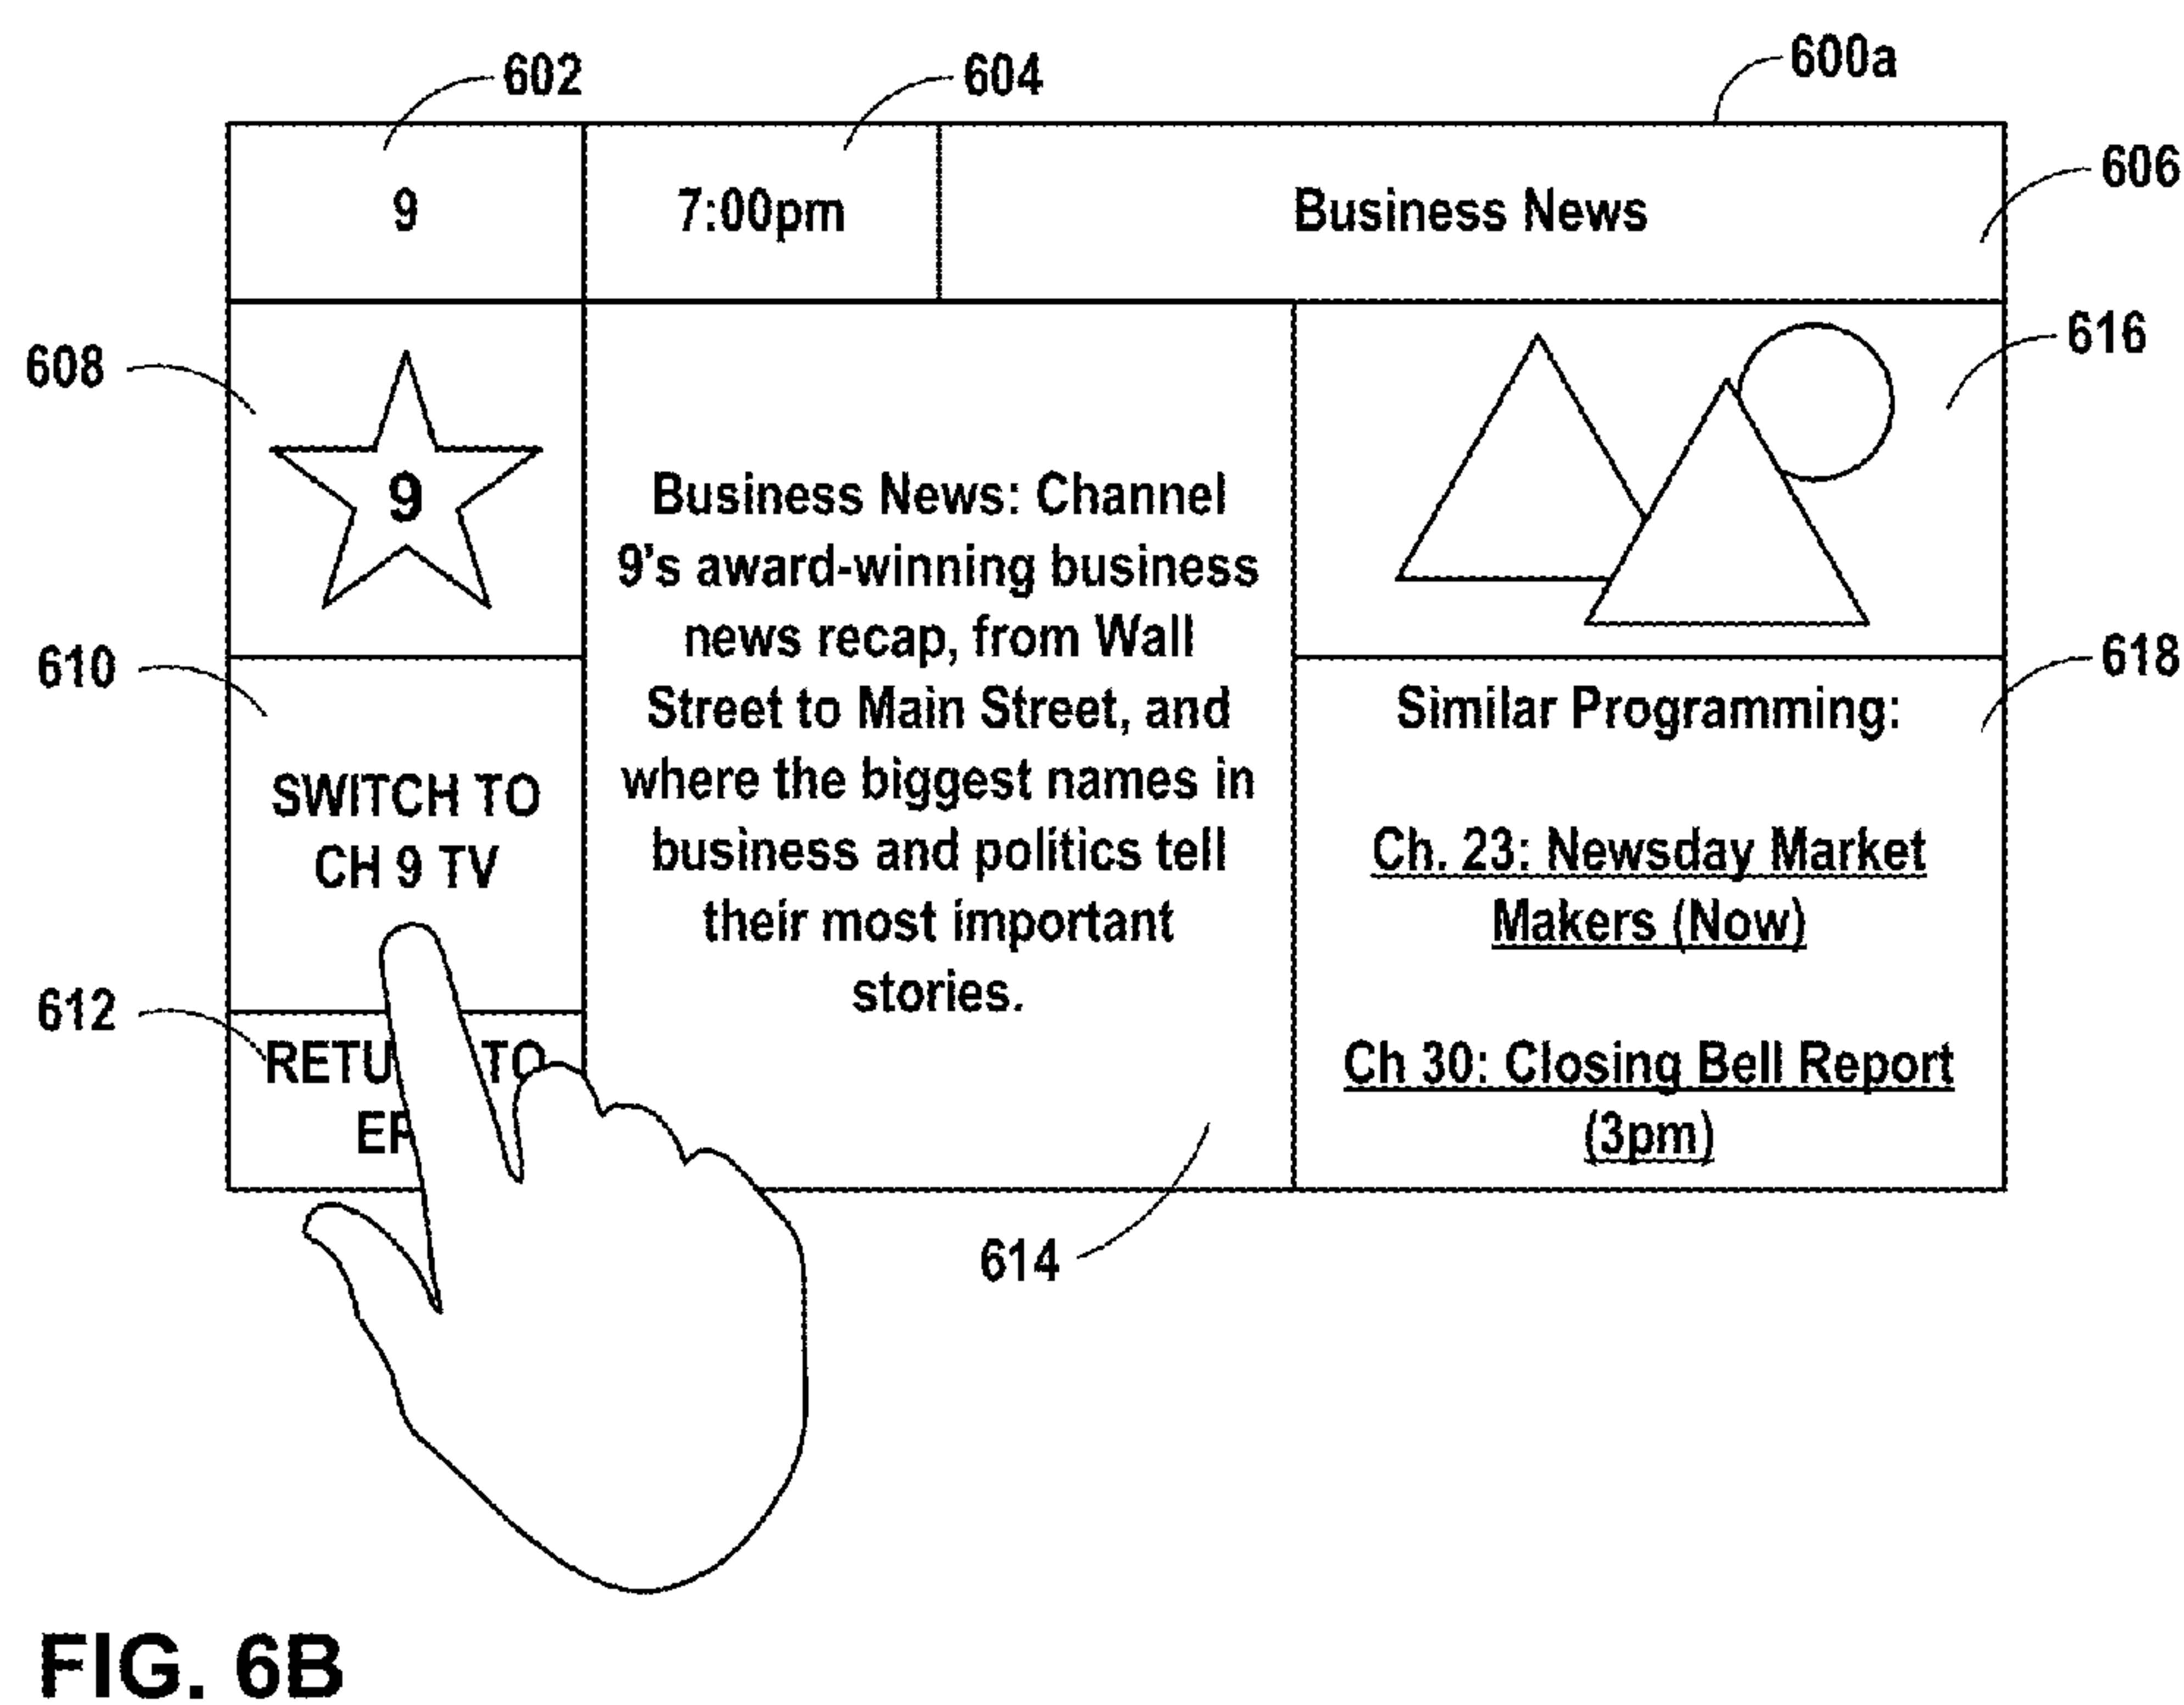 602
604
600a
606
9
7:00pm
Business News
608
616
9
610
618
Business News: Channel
9's award-winning business
news recap, from Wall
Street to Main Street, and
where the biggest names in
business and politics tell
their most important
stories.
Similar Programming:
SWITCH TO
CH 9 TV
Ch. 23: Newsday Market
Makers (Now)
612
TO
Ch 30: Closing Bell Report
(3pm)
614
FIG. 6B